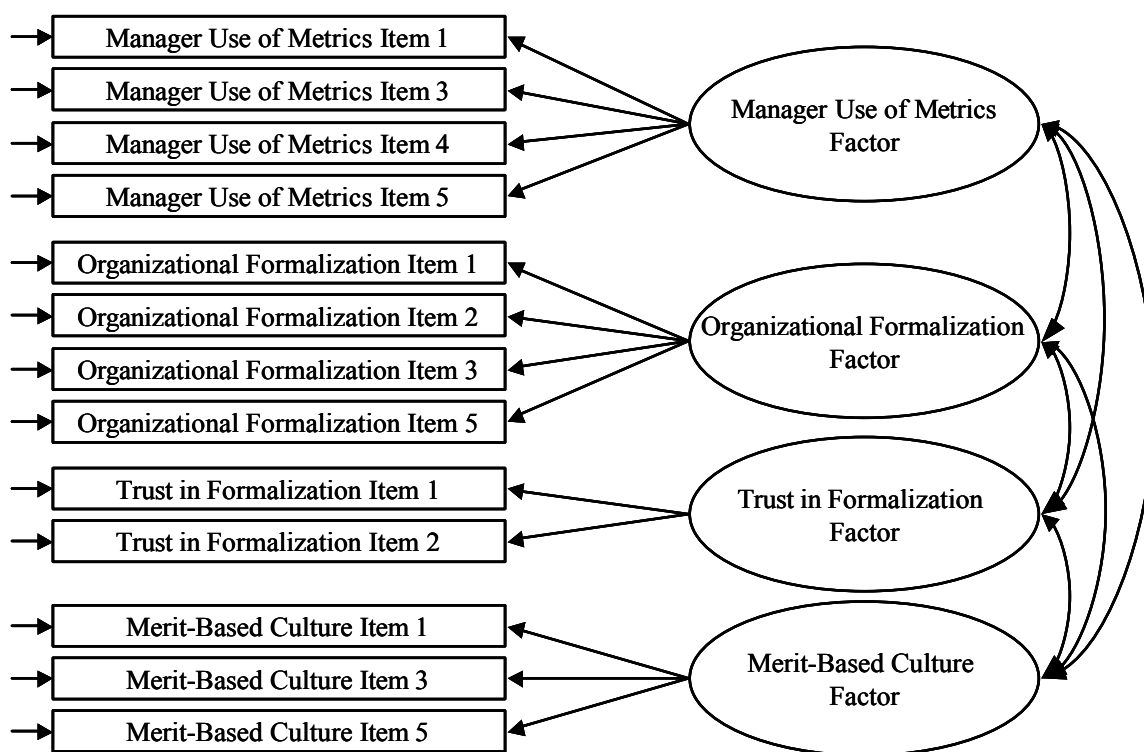 Manager Use of Metrics Item 1
Manager Use of Metrics Item 3
Manager Use of Metrics Item 4
Manager Use of Metrics Item 5
Manager Use of Metrics
Factor
Organizational Formalization Item 1
Organizational Formalization Item 2
Organizational Formalization Item 3
Organizational Formalization Item 5
Organizational Formalization
Factor
Trust in Formalization Item 1
Trust in Formalization Item 2
Trust in Formalization
Factor
Merit-Based Culture Item 1
Merit-Based Culture Item 3
Merit-Based Culture Item 5
Merit-Based Culture
Factor